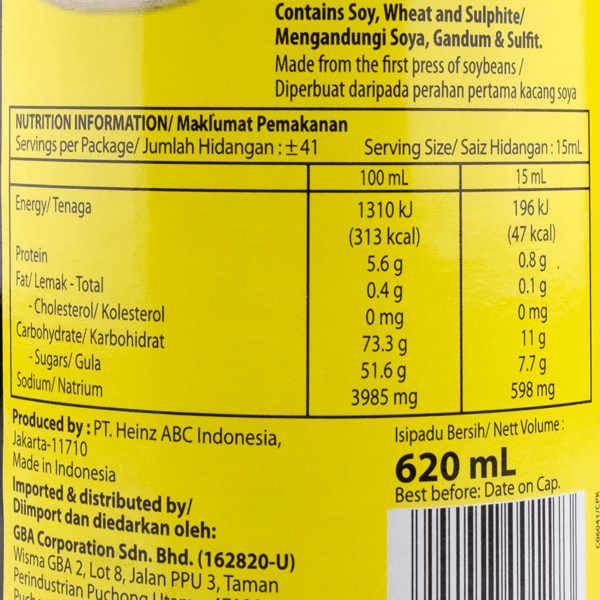 Contains Soy, Wheat and Sulphite/
Mengandungi Soya, Gandum & Sulfit.
Made from the first press of soybeans /
Diperbuat daripada perahan pertama kacang soya
NUTRITION INFORMATION/ Maklumat Pemakanan
Servings per Package/ Jumlah Hidangan : ±41 Serving Size/ Saiz Hidangan : 15mL
100 mL 15 mL
Energy/ Tenaga 1310 kJ 196 kJ
(313 kcal) (47 kcal)
Protein 5.6 g 0.8 g
Fat/ Lemak - Total 0.4 g 0.1 g
- Cholesterol/ Kolesterol 0 mg 0 mg
Carbohydrate/ Karbohidrat 73.3 g 11 g
- Sugars/ Gula 51.6 g 7.7 g
Sodium/ Natrium 3985 mg 598 mg
Produced by : PT. Heinz ABC Indonesia,
Jakarta-11710
Made in Indonesia
Imported & distributed by/
Diimport dan diedarkan oleh:
GBA Corporation Sdn. Bhd. (162820-U)
Wisma GBA 2, Lot 8, Jalan PPU 3, Taman
Perindustrian Puchong
Isipadu Bersih/ Nett Volume :
620 mL
Best before: Date on Cap.
C06041/CPK